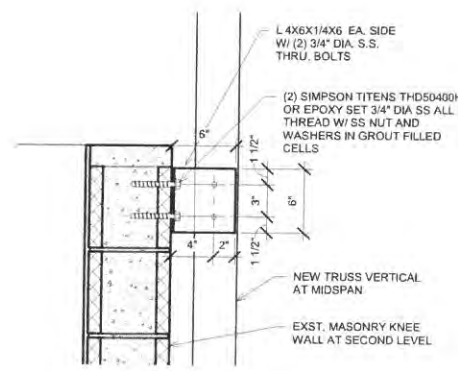 L 4X6X1/4X6 EA. SIDE
W/ (2) 3/4" DIA. S.S.
THRU. BOLTS
(2) SIMPSON TITENS THD50400H
OR EPOXY SET 3/4" DIA SS ALL
THREAD W/ SS NUT AND
WASHERS IN GROUT FILLED
CELLS
6"
1 1/2"
3"
6"
4"
2"
1 1/2"
NEW TRUSS VERTICAL
AT MIDSPAN
EXST. MASONRY KNEE
WALL AT SECOND LEVEL